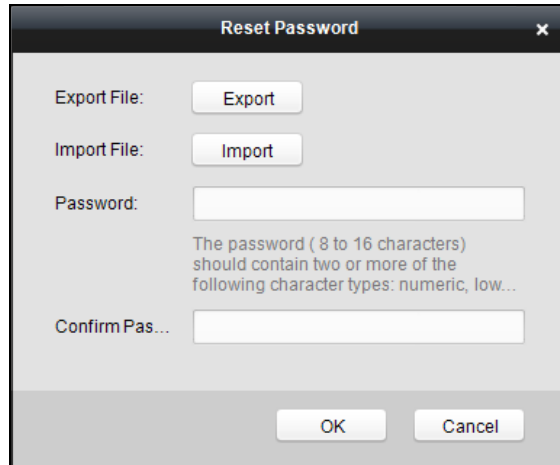 Reset Password
Export File:
Export
Import File:
Import
Password:
The password ( 8 to 16 characters)
should contain two or more of the
following character types: numeric, low...
Confirm Pas...
OK
Cancel